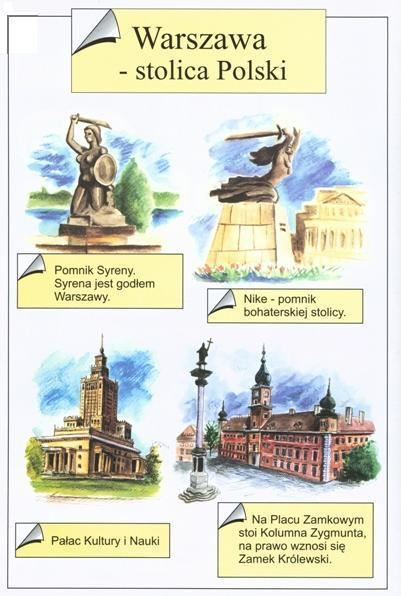 Warszawa
- stolica Polski
Pomnik Syreny.
Syrena jest godłem
Warszawy.
Nike - pomnik
bohaterskiej stolicy.
Pałac Kultury i Nauki
Na Placu Zamkowym
stoi Kolumna Zygmunta,
na prawo wznosi się
Zamek Królewski.